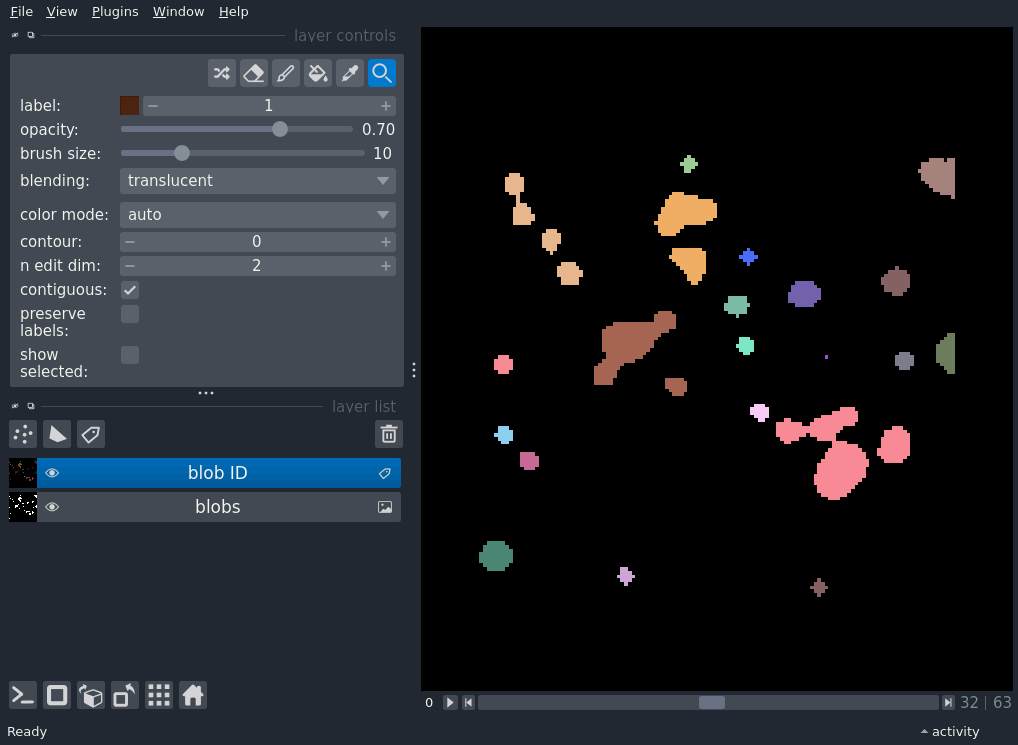 File View Plugins Window Help
layer controls
label: 1
opacity: 0.70
brush size: 10
blending: translucent
color mode: auto
contour: 0
n edit dim: 2
contiguous:
preserve
labels:
show
selected:
layer list
blob ID
blobs
0 32 | 63
Ready activity